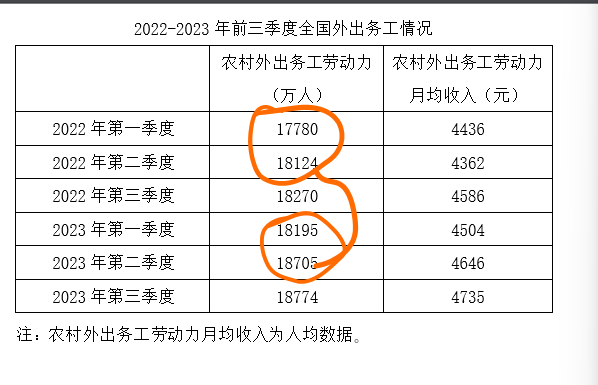 2022-2023 年前三季度全国外出务工情况
农村外出务工劳动力（万人） 农村外出务工劳动力月均收入（元）
2022 年第一季度 17780 4436
2022 年第二季度 18124 4362
2022 年第三季度 18270 4586
2023 年第一季度 18195 4504
2023 年第二季度 18705 4646
2023 年第三季度 18774 4735
注：农村外出务工劳动力月均收入为人均数据。